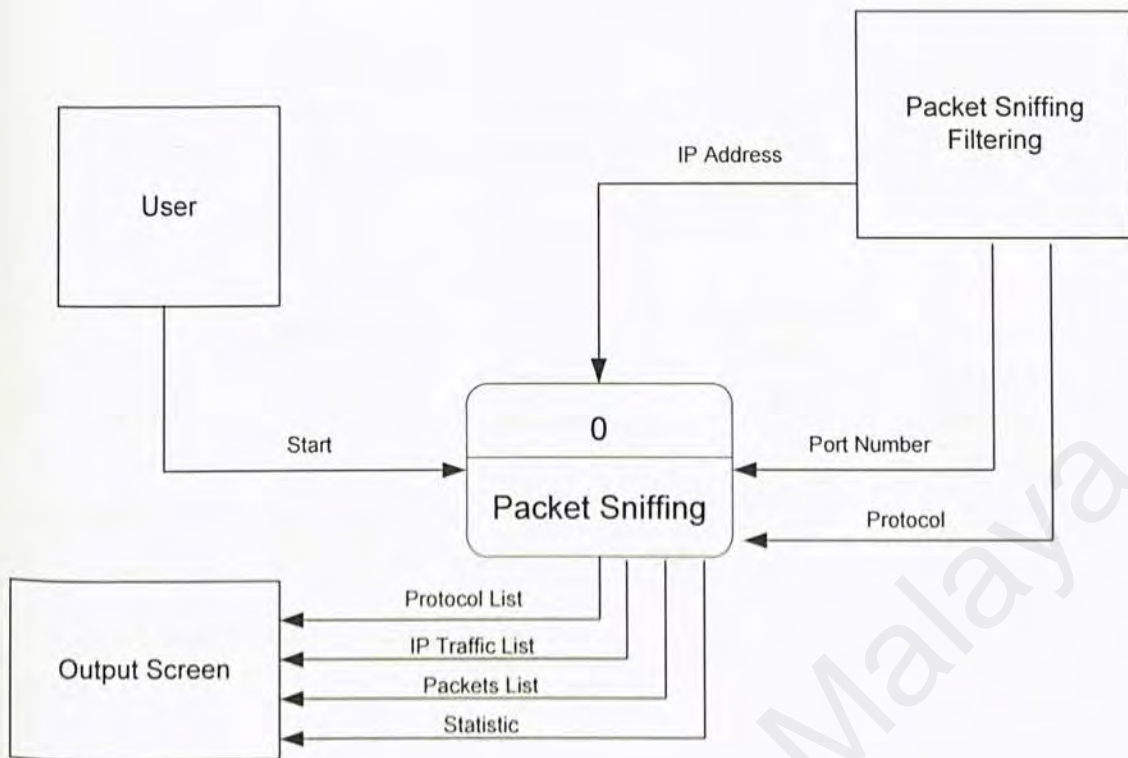 Packet Sniffing
Filtering
IP Address
User
0
Start
Port Number
Packet Sniffing
Protocol
Protocol List
IP Traffic List
Output Screen
Packets List
Statistic
Malaya